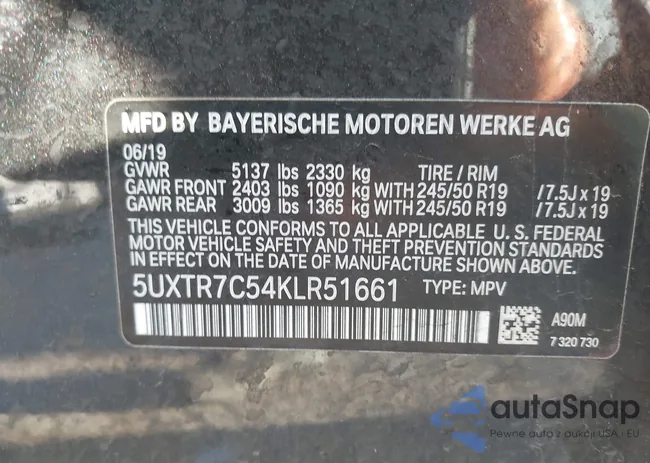 MFD BY BAYERISCHE MOTOREN WERKE AG
06/19
GVWR 5137 lbs 2330 kg TIRE / RIM
GAWR FRONT 2403 lbs 1090 kg WITH 245/50 R19 /7.5J x 19
GAWR REAR 3009 lbs 1365 kg WITH 245/50 R19 /7.5J x 19
THIS VEHICLE CONFORMS TO ALL APPLICABLE U. S. FEDERAL
MOTOR VEHICLE SAFETY AND THEFT PREVENTION STANDARDS
IN EFFECT ON THE DATE OF MANUFACTURE SHOWN ABOVE.
5UXTR7C54KLR51661 TYPE: MPV
A90M
7 320 730
autaSnap
Pewne auto z aukcji USA i EU